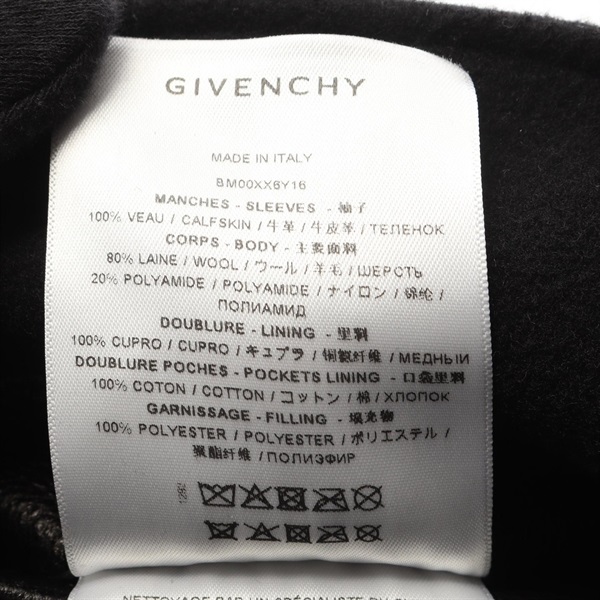 GIVENCHY
MADE IN ITALY
BM00XX6Y16
MANCHES - SLEEVES - 袖子
100% VEAU / CALFSKIN / 牛革 / 牛皮革 / ТЕЛЕНОК
CORPS - BODY - 主要面料
80% LAINE / WOOL / ウール / 羊毛 / ШЕРСТЬ
20% POLYAMIDE / POLYAMIDE / ナイロン / 锦纶 /
ПОЛИАМИД
DOUBLURE - LINING - 里料
100% CUPRO / CUPRO / キュプラ / 铜氨纤维 / МЕДНЫЙ
DOUBLURE POCHES - POCKETS LINING - 口袋里料
100% COTON / COTTON / コットン / 棉 / ХЛОПОК
GARNISSAGE - FILLING - 填充物
100% POLYESTER / POLYESTER / ポリエステル /
聚酯纤维 / ПОЛИЭФИР
NETTOYAGE PAR UN SPÉCIALISTE DU